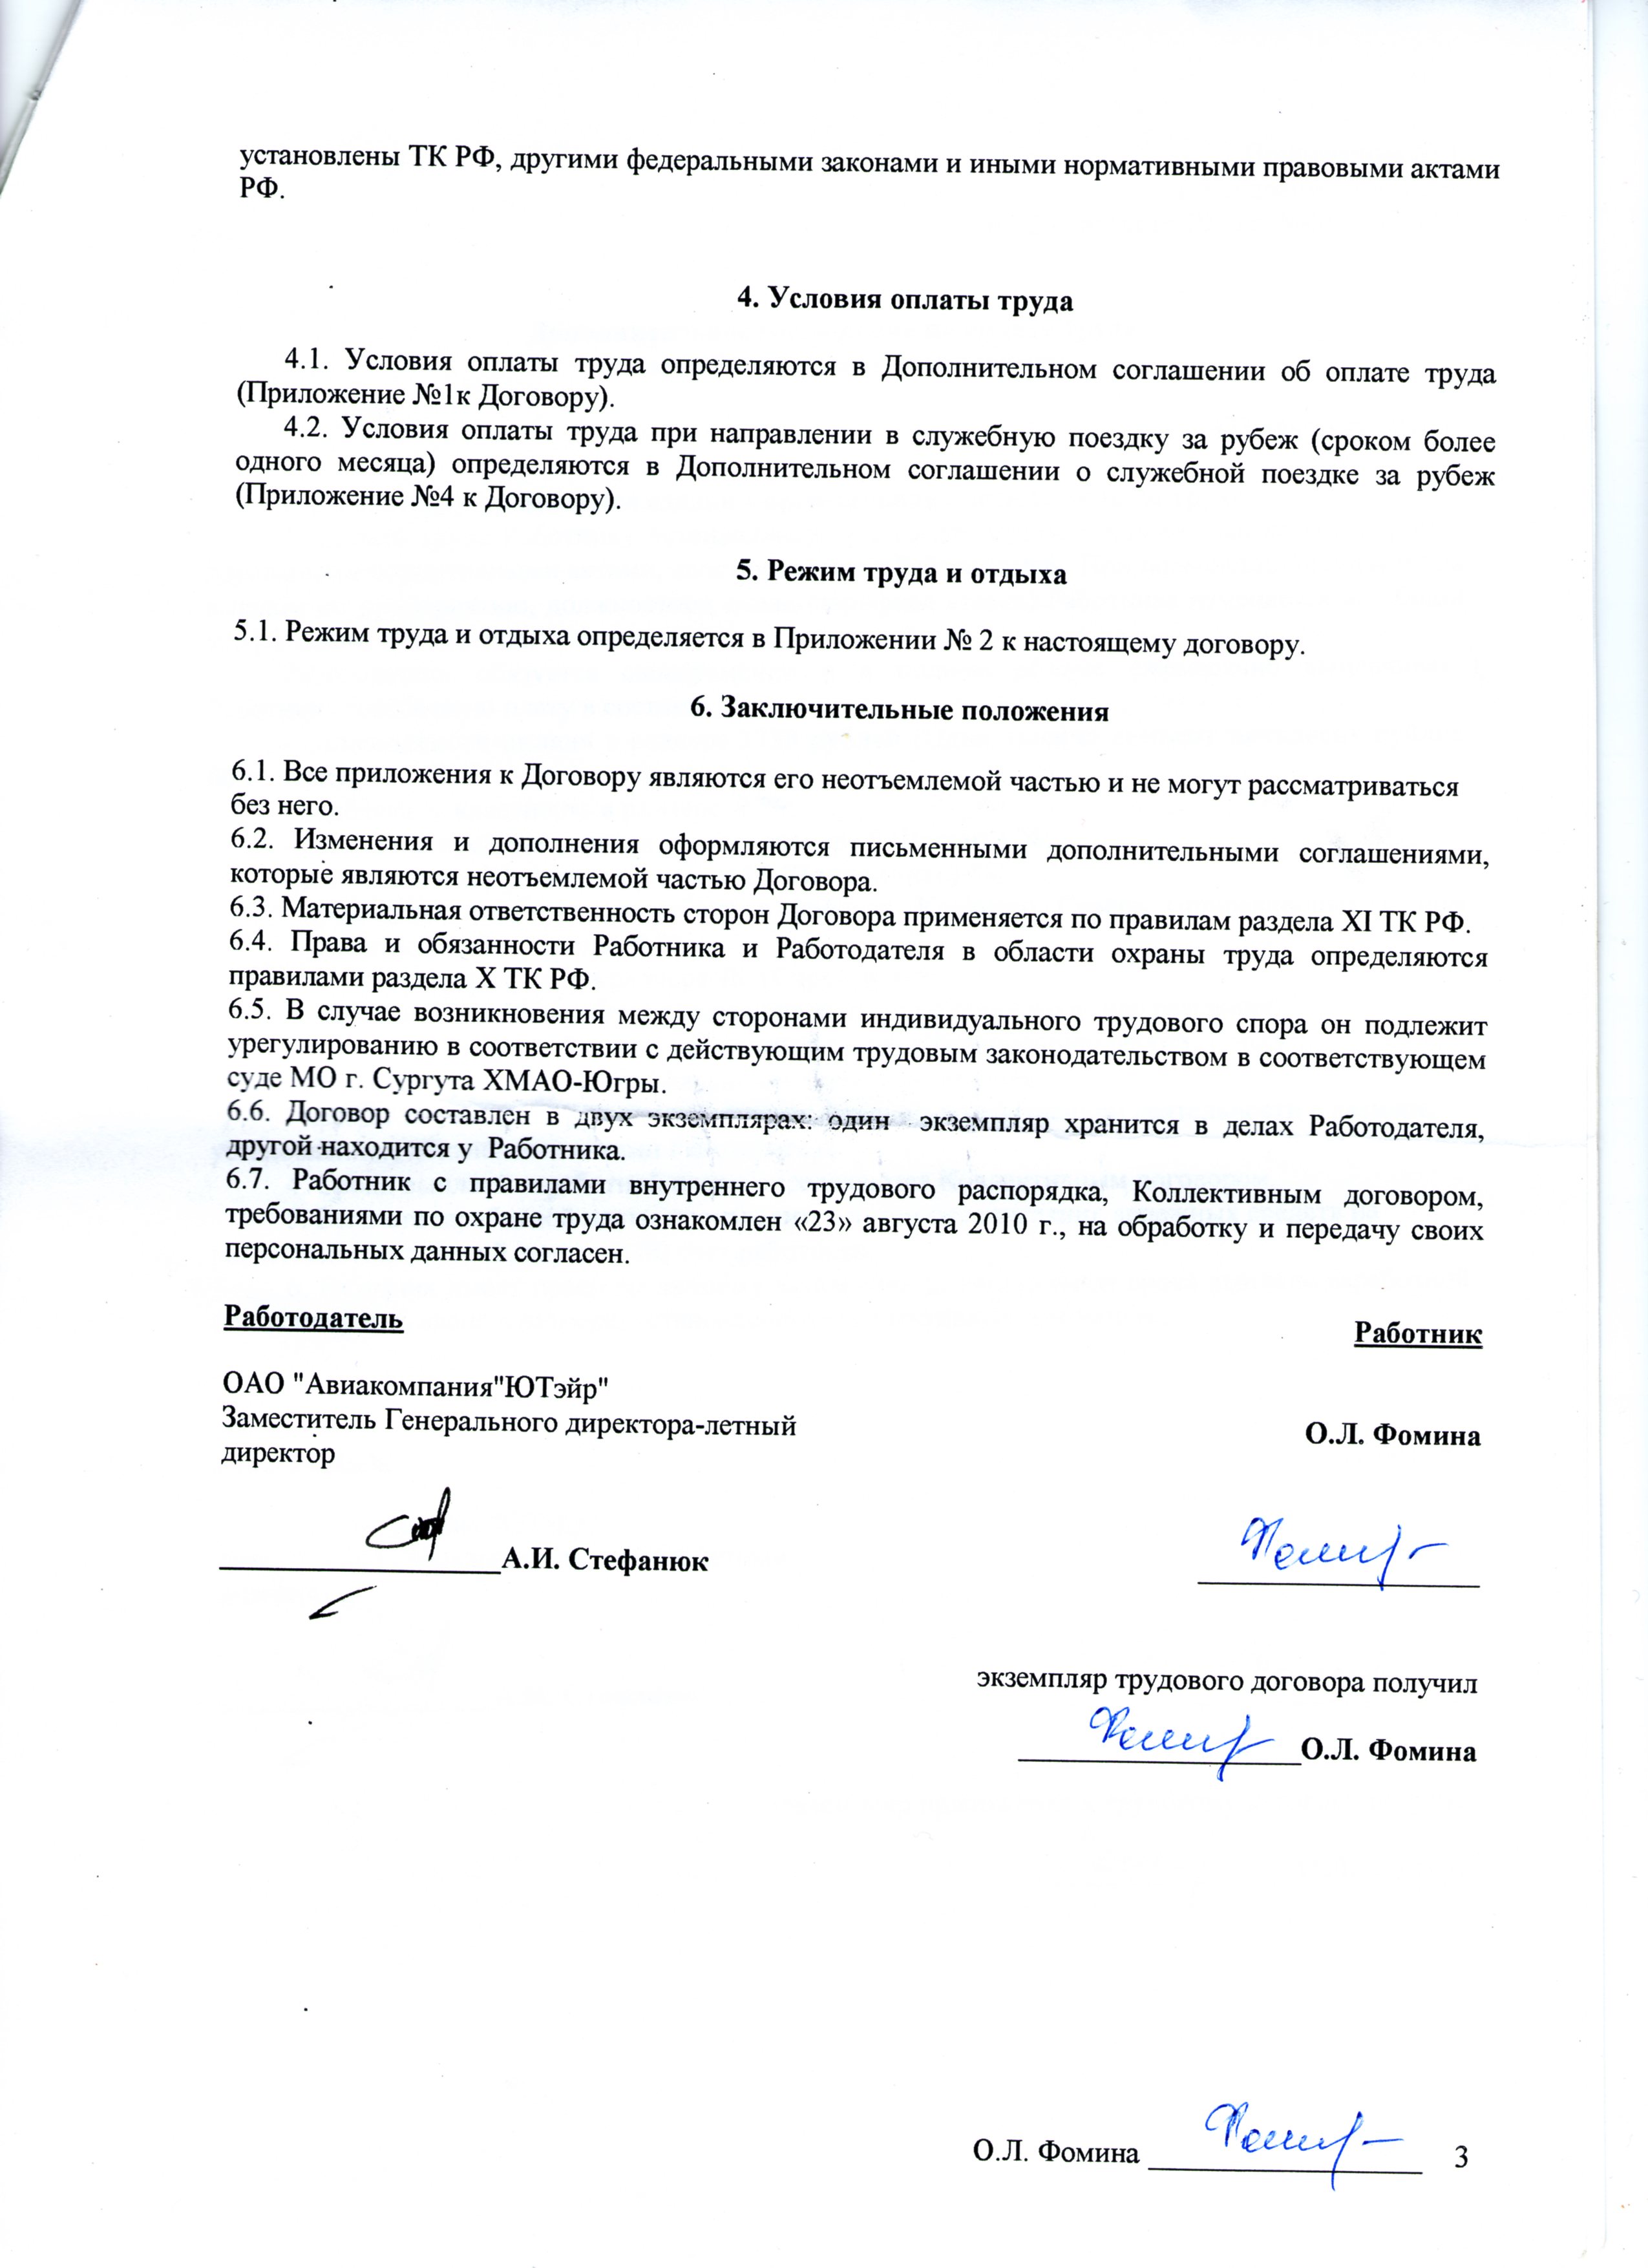 установлены ТК РФ, другими федеральными законами и иными нормативными правовыми актами
РФ.
4. Условия оплаты труда
4.1. Условия оплаты труда определяются в Дополнительном соглашении об оплате труда
(Приложение №1к Договору).
4.2. Условия оплаты труда при направлении в служебную поездку за рубеж (сроком более
одного месяца) определяются в Дополнительном соглашении о служебной поездке за рубеж
(Приложение №4 к Договору).
5. Режим труда и отдыха
5.1. Режим труда и отдыха определяется в Приложении № 2 к настоящему договору.
6. Заключительные положения
6.1. Все приложения к Договору являются его неотъемлемой частью и не могут рассматриваться
без него.
6.2. Изменения и дополнения оформляются письменными дополнительными соглашениями,
которые являются неотъемлемой частью Договора.
6.3. Материальная ответственность сторон Договора применяется по правилам раздела XI ТК РФ.
6.4. Права и обязанности Работника и Работодателя в области охраны труда определяются
правилами раздела X ТК РФ.
6.5. В случае возникновения между сторонами индивидуального трудового спора он подлежит
урегулированию в соответствии с действующим трудовым законодательством в соответствующем
суде МО г. Сургута ХМАО-Югры.
6.6. Договор составлен в двух экземплярах: один экземпляр хранится в делах Работодателя,
другой находится у Работника.
6.7. Работник с правилами внутреннего трудового распорядка, Коллективным договором,
требованиями по охране труда ознакомлен «23» августа 2010 г., на обработку и передачу своих
персональных данных согласен.
Работодатель
Работник
ОАО "Авиакомпания"ЮТэйр"
Заместитель Генерального директора-летный
директор
О.Л. Фомина
А.И. Стефанюк
экземпляр трудового договора получил
О.Л. Фомина
О.Л. Фомина 3